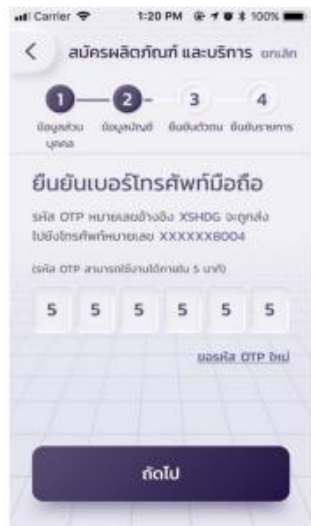 Carrier 1:20 PM 100%
สมัครผลิตภัณฑ์ และบริการ ยกเลิก
1 2 3 4
ข้อมูลส่วนบุคคล ข้อมูลบัญชี ยืนยันตัวตน ยืนยันรายการ
ยืนยันเบอร์โทรศัพท์มือถือ
รหัส OTP หมายเลขอ้างอิง XSHDG จะถูกส่ง
ไปยังโทรศัพท์หมายเลข XXXXXX8004
(รหัส OTP สามารถใช้งานได้ภายใน 5 นาที)
5 5 5 5 5 5
ขอรหัส OTP ใหม่
ถัดไป